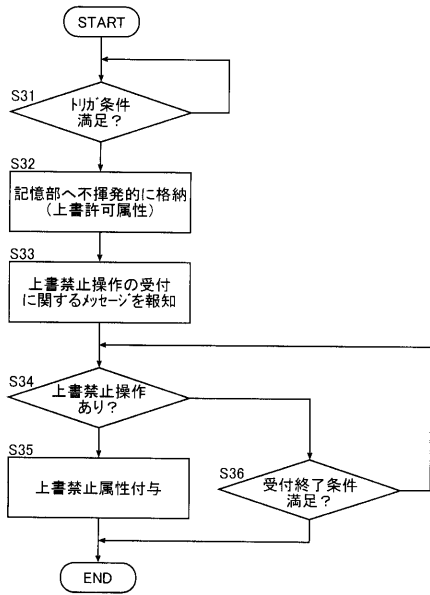 START
S31
トリガ条件
満足？
S32
記憶部へ不揮発的に格納
（上書許可属性）
S33
上書禁止操作の受付
に関するメッセージを報知
S34
上書禁止操作
あり？
S35
上書禁止属性付与
S36
受付終了条件
満足？
END